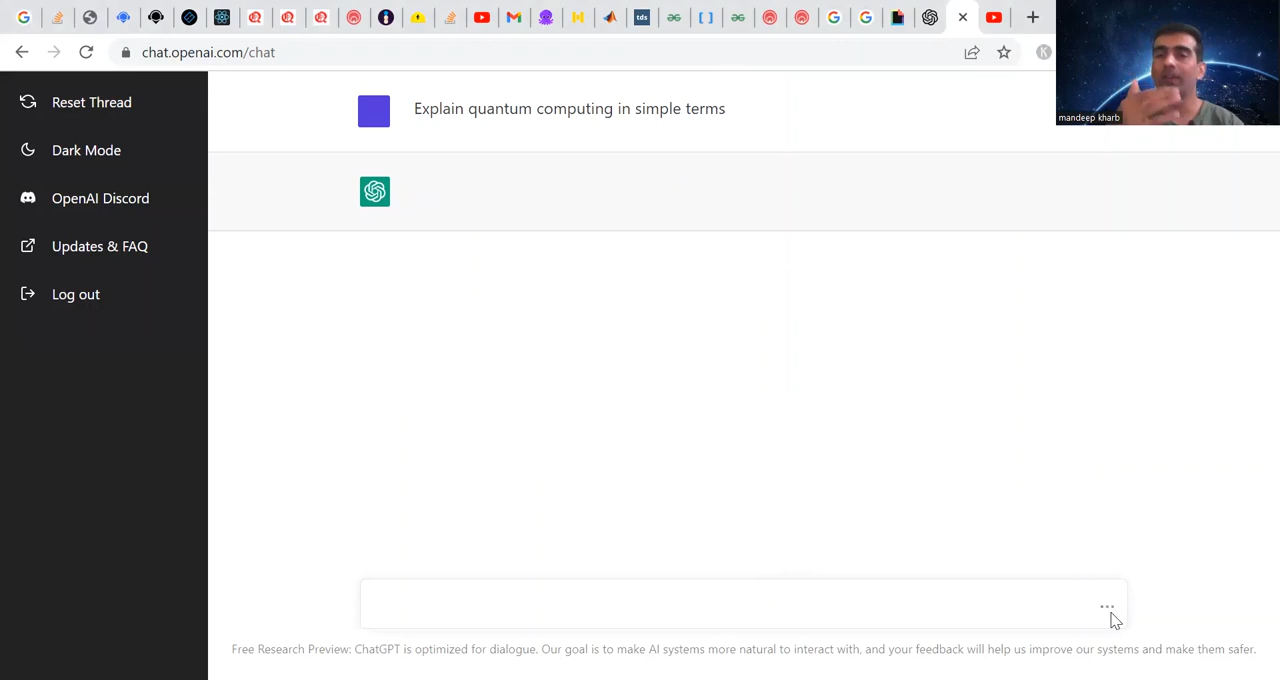 tds
chat.openai.com/chat
K
mandeep kharb
Reset Thread
Dark Mode
OpenAI Discord
Updates & FAQ
Log out
Explain quantum computing in simple terms
Free Research Preview: ChatGPT is optimized for dialogue. Our goal is to make AI systems more natural to interact with, and your feedback will help us improve our systems and make them safer.